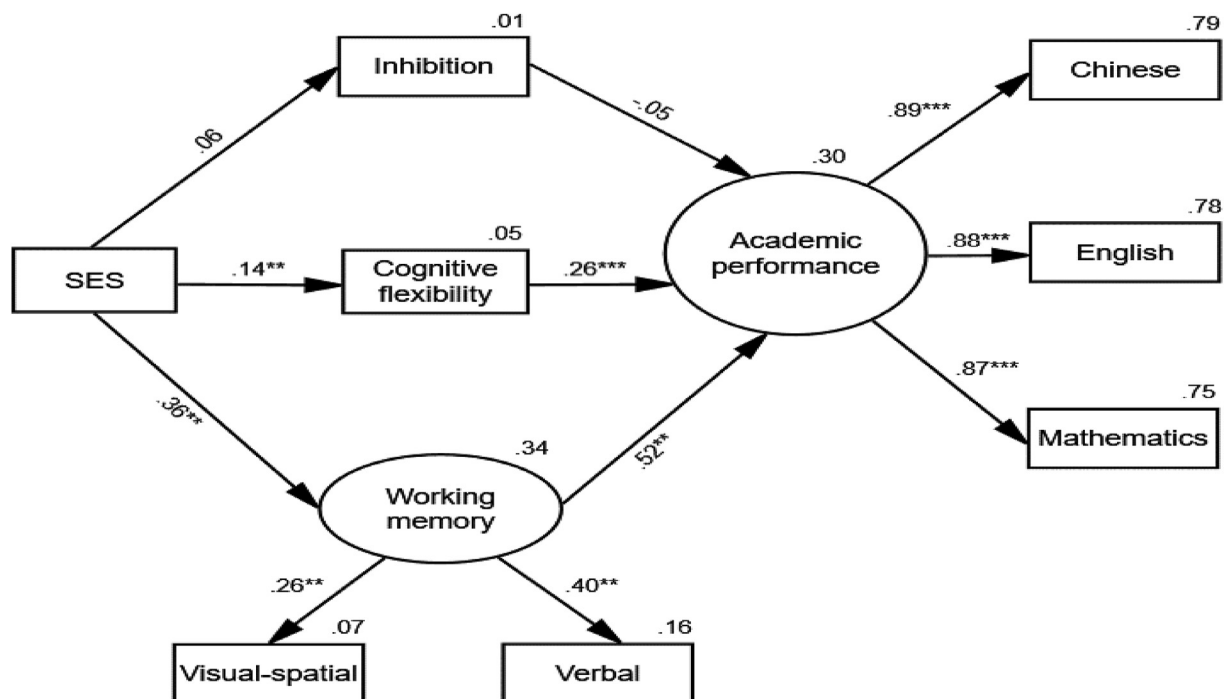 .01
Inhibition
.06
-.05
.79
Chinese
.89***
.30
Academic
performance
.05
SES
.14**
Cognitive
flexibility
.26***
.78
.88***
English
.36**
.52**
.87***
.75
Mathematics
.34
Working
memory
.26**
.40**
.07
Visual-spatial
.16
Verbal